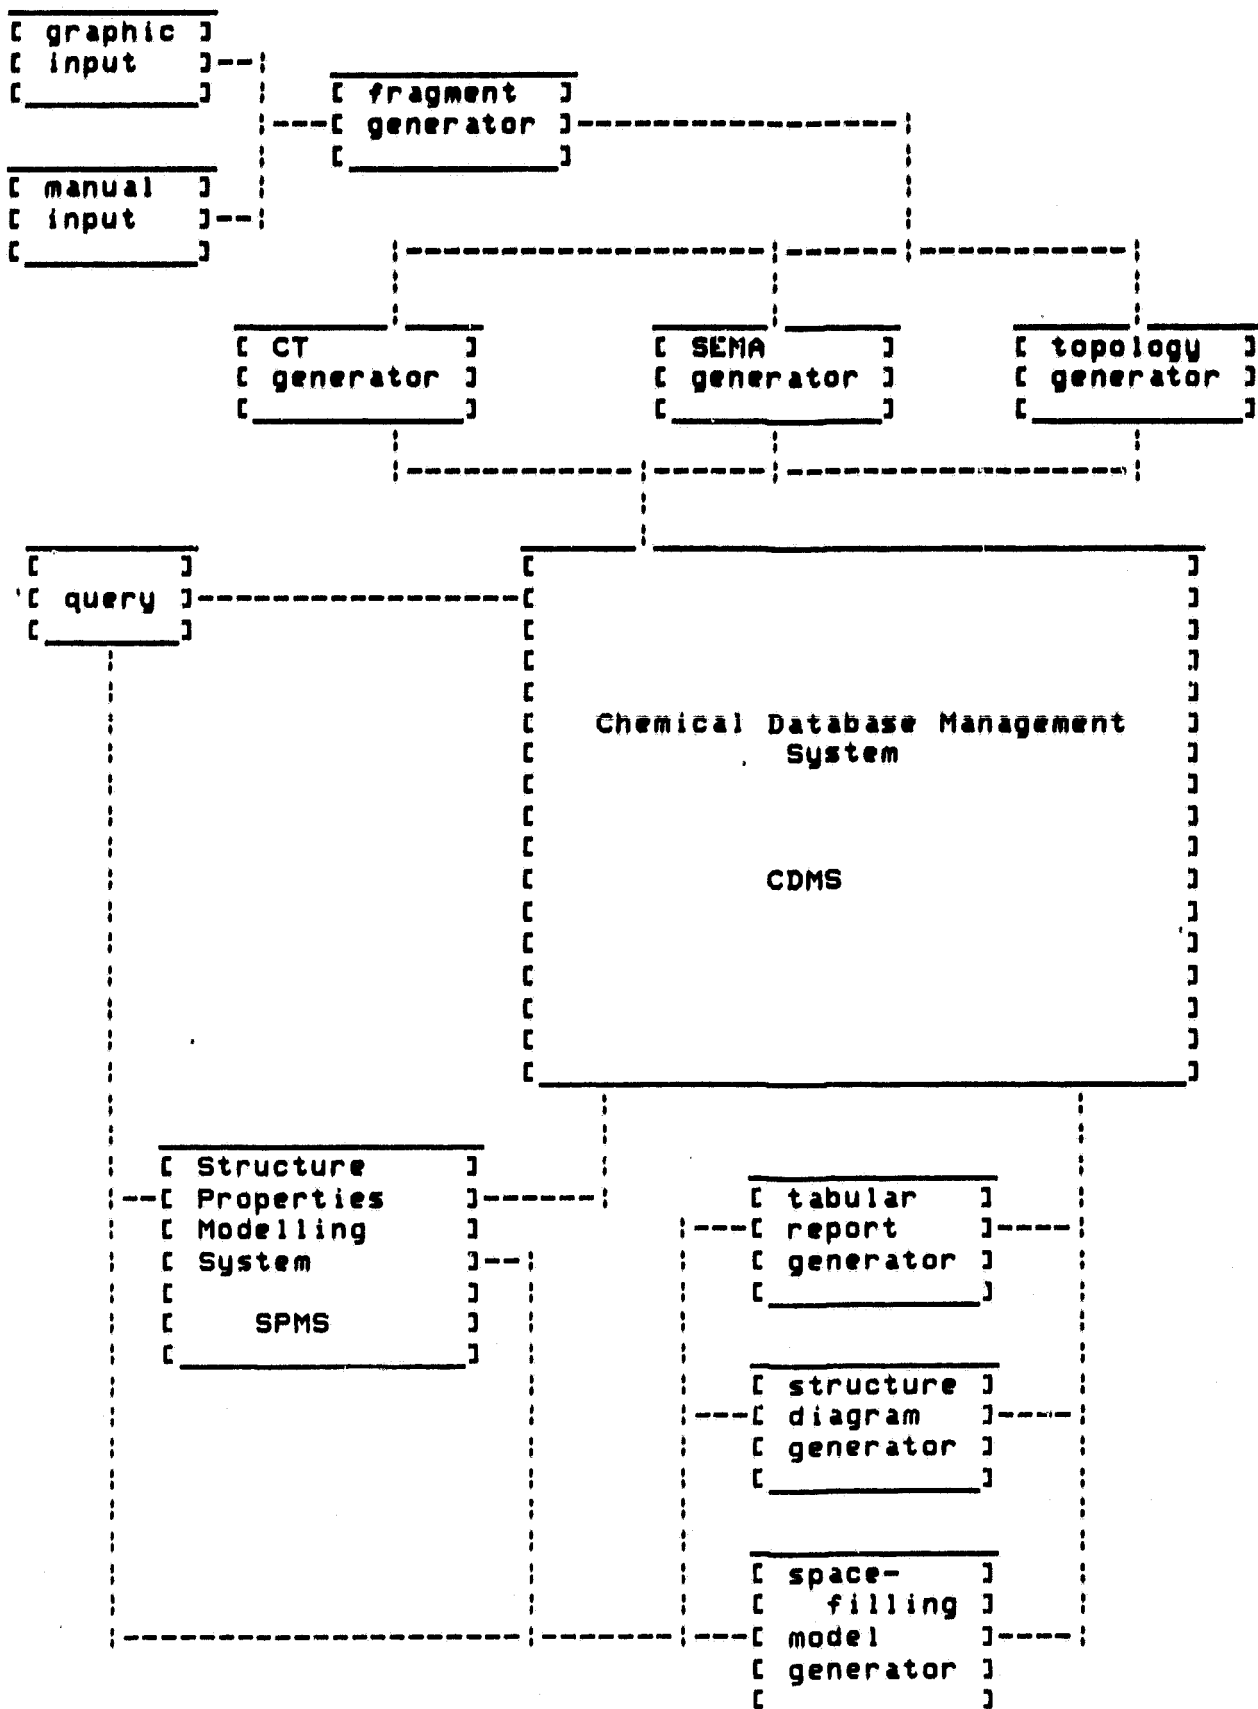 graphic
input
fragment
generator
manual
input
CT
generator
SEMA
generator
topology
generator
query
Chemical Database Management
System
CDMS
Structure
Properties
Modelling
System
SPMS
tabular
report
generator
structure
diagram
generator
space-
filling
model
generator